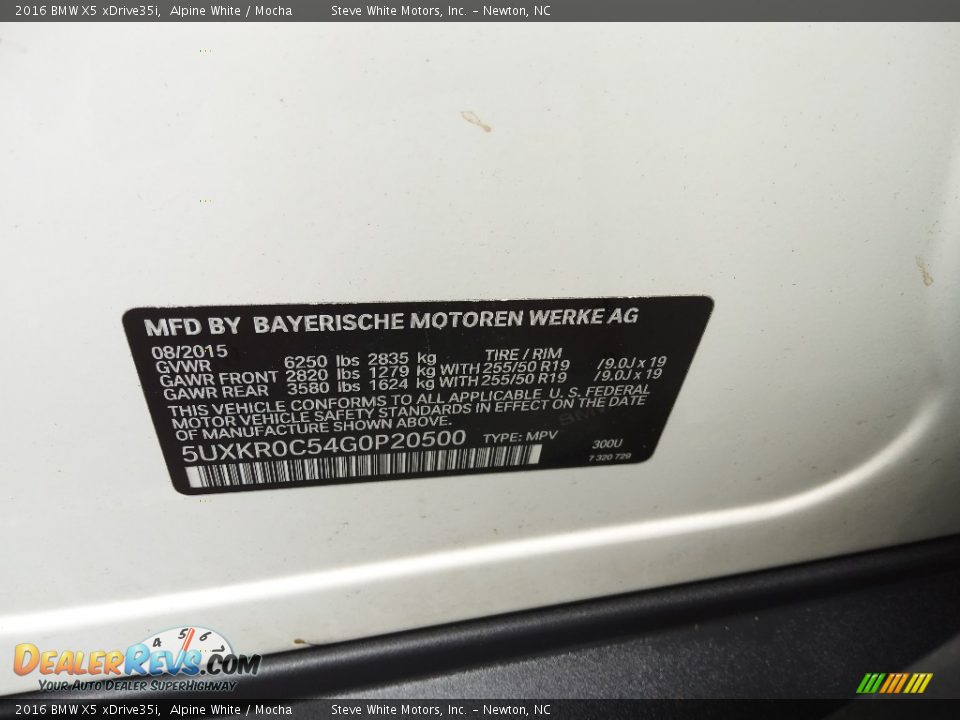 2016 BMW X5 xDrive35i, Alpine White / Mocha Steve White Motors, Inc. - Newton, NC
MFD BY BAYERISCHE MOTOREN WERKE AG
08/2015 TIRE / RIM
GVWR 6250 lbs 2835 kg
GAWR FRONT 2820 lbs 1279 kg WITH 255/50 R19 /9.0J x 19
GAWR REAR 3580 lbs 1624 kg WITH 255/50 R19 /9.0J x 19
THIS VEHICLE CONFORMS TO ALL APPLICABLE U.S. FEDERAL
MOTOR VEHICLE SAFETY STANDARDS IN EFFECT ON THE DATE
OF MANUFACTURE SHOWN ABOVE.
5UXKR0C54G0P20500 TYPE: MPV 300U
7 320 729
4 5 6 7
DEALERREVS.COM
YOUR AUTO DEALER SUPERHIGHWAY
2016 BMW X5 xDrive35i, Alpine White / Mocha Steve White Motors, Inc. - Newton, NC